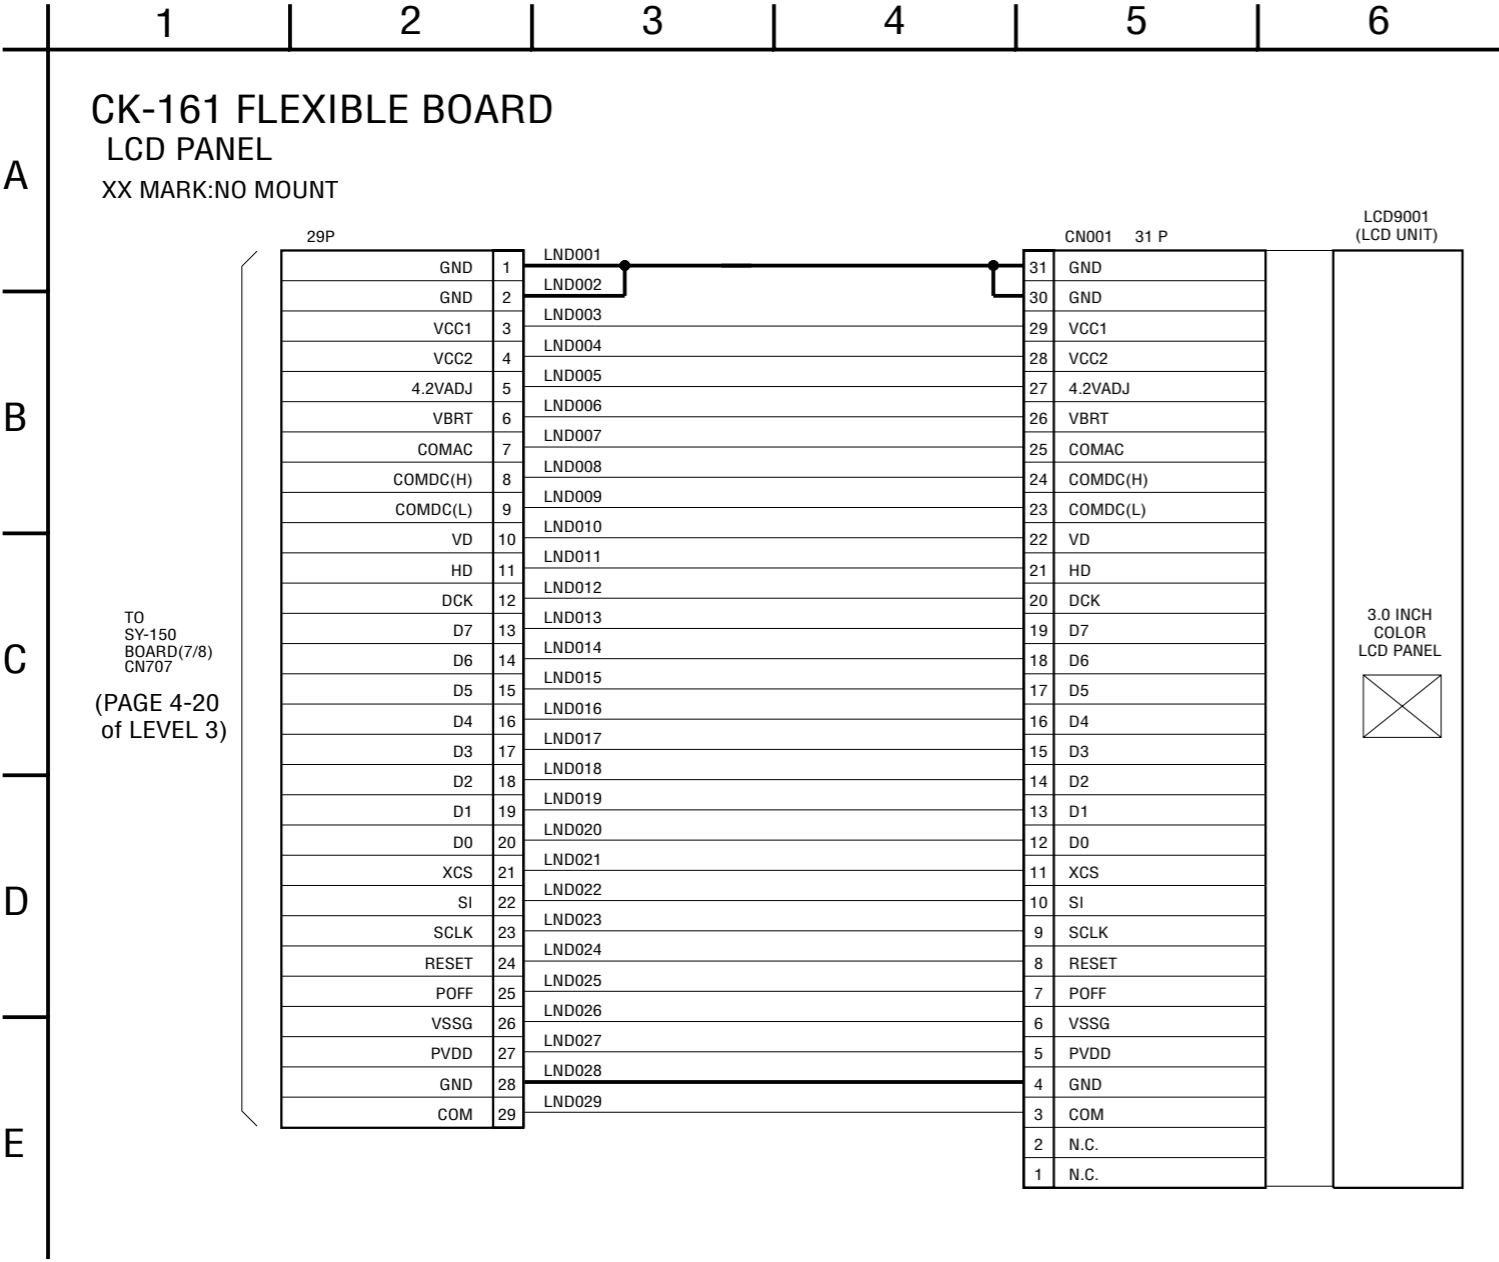 1 2 3 4 5 6
CK-161 FLEXIBLE BOARD
LCD PANEL
A
XX MARK:NO MOUNT
LCD9001
(LCD UNIT)
29P
CN001 31 P
LND001
GND 1 31 GND
LND002
GND 2 30 GND
LND003
VCC1 3 29 VCC1
LND004
VCC2 4 28 VCC2
LND005
4.2VADJ 5 27 4.2VADJ
LND006
B
VBRT 6 26 VBRT
LND007
COMAC 7 25 COMAC
LND008
COMDC(H) 8 24 COMDC(H)
LND009
COMDC(L) 9 23 COMDC(L)
LND010
VD 10 22 VD
LND011
HD 11 21 HD
LND012
DCK 12 20 DCK
LND013
D7 13 19 D7
LND014
D6 14 18 D6
LND015
D5 15 17 D5
LND016
D4 16 16 D4
LND017
D3 17 15 D3
LND018
D2 18 14 D2
LND019
D1 19 13 D1
LND020
D0 20 12 D0
LND021
XCS 21 11 XCS
LND022
SI 22 10 SI
LND023
SCLK 23 9 SCLK
LND024
RESET 24 8 RESET
LND025
POFF 25 7 POFF
LND026
VSSG 26 6 VSSG
LND027
PVDD 27 5 PVDD
LND028
GND 28 4 GND
LND029
COM 29 3 COM
2 N.C.
1 N.C.
C
TO
SY-150
BOARD(7/8)
CN707
(PAGE 4-20
of LEVEL 3)
3.0 INCH
COLOR
LCD PANEL
D
E